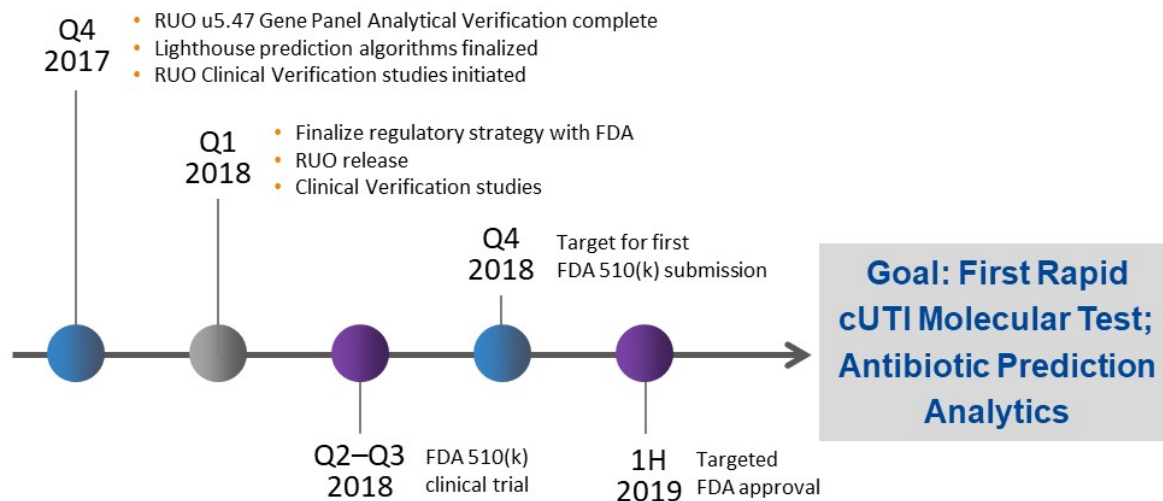 Q4
2017
• RUO u5.47 Gene Panel Analytical Verification complete
• Lighthouse prediction algorithms finalized
• RUO Clinical Verification studies initiated
Q1
2018
• Finalize regulatory strategy with FDA
• RUO release
• Clinical Verification studies
Q2–Q3
2018
FDA 510(k)
clinical trial
Q4
2018
Target for first
FDA 510(k) submission
1H
2019
Targeted
FDA approval
Goal: First Rapid
cUTI Molecular Test;
Antibiotic Prediction
Analytics